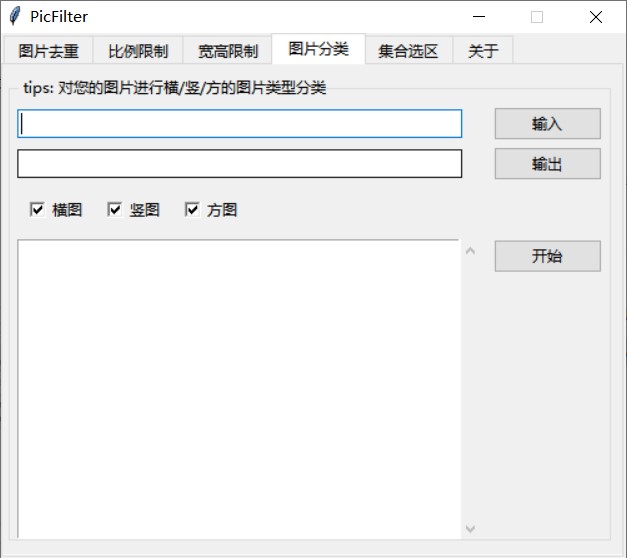 PicFilter
图片去重 比例限制 宽高限制 图片分类 集合选区 关于
tips: 对您的图片进行横/竖/方的图片类型分类
输入
输出
横图 竖图 方图
开始